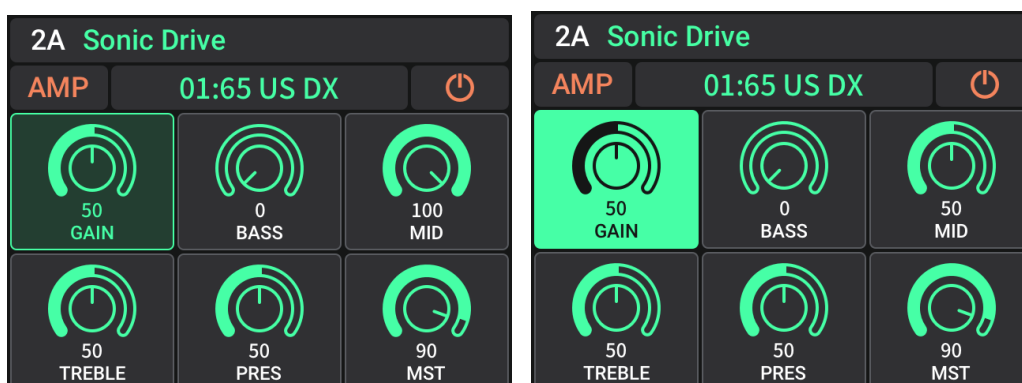 2A Sonic Drive
AMP 01:65 US DX
50 0 100
GAIN BASS MID
50 50 90
TREBLE PRES MST
2A Sonic Drive
AMP 01:65 US DX
50 0 50
GAIN BASS MID
50 50 90
TREBLE PRES MST